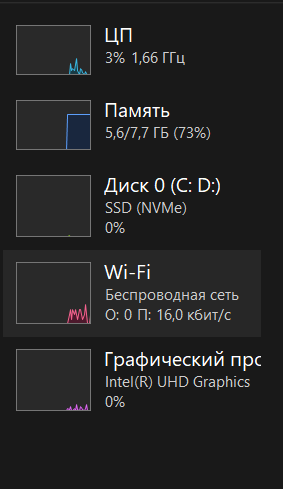 ЦП
3% 1,66 ГГц
Память
5,6/7,7 ГБ (73%)
Диск 0 (C: D:)
SSD (NVMe)
0%
Wi-Fi
Беспроводная сеть
О: 0 П: 16,0 кбит/с
Графический прс
Intel(R) UHD Graphics
0%